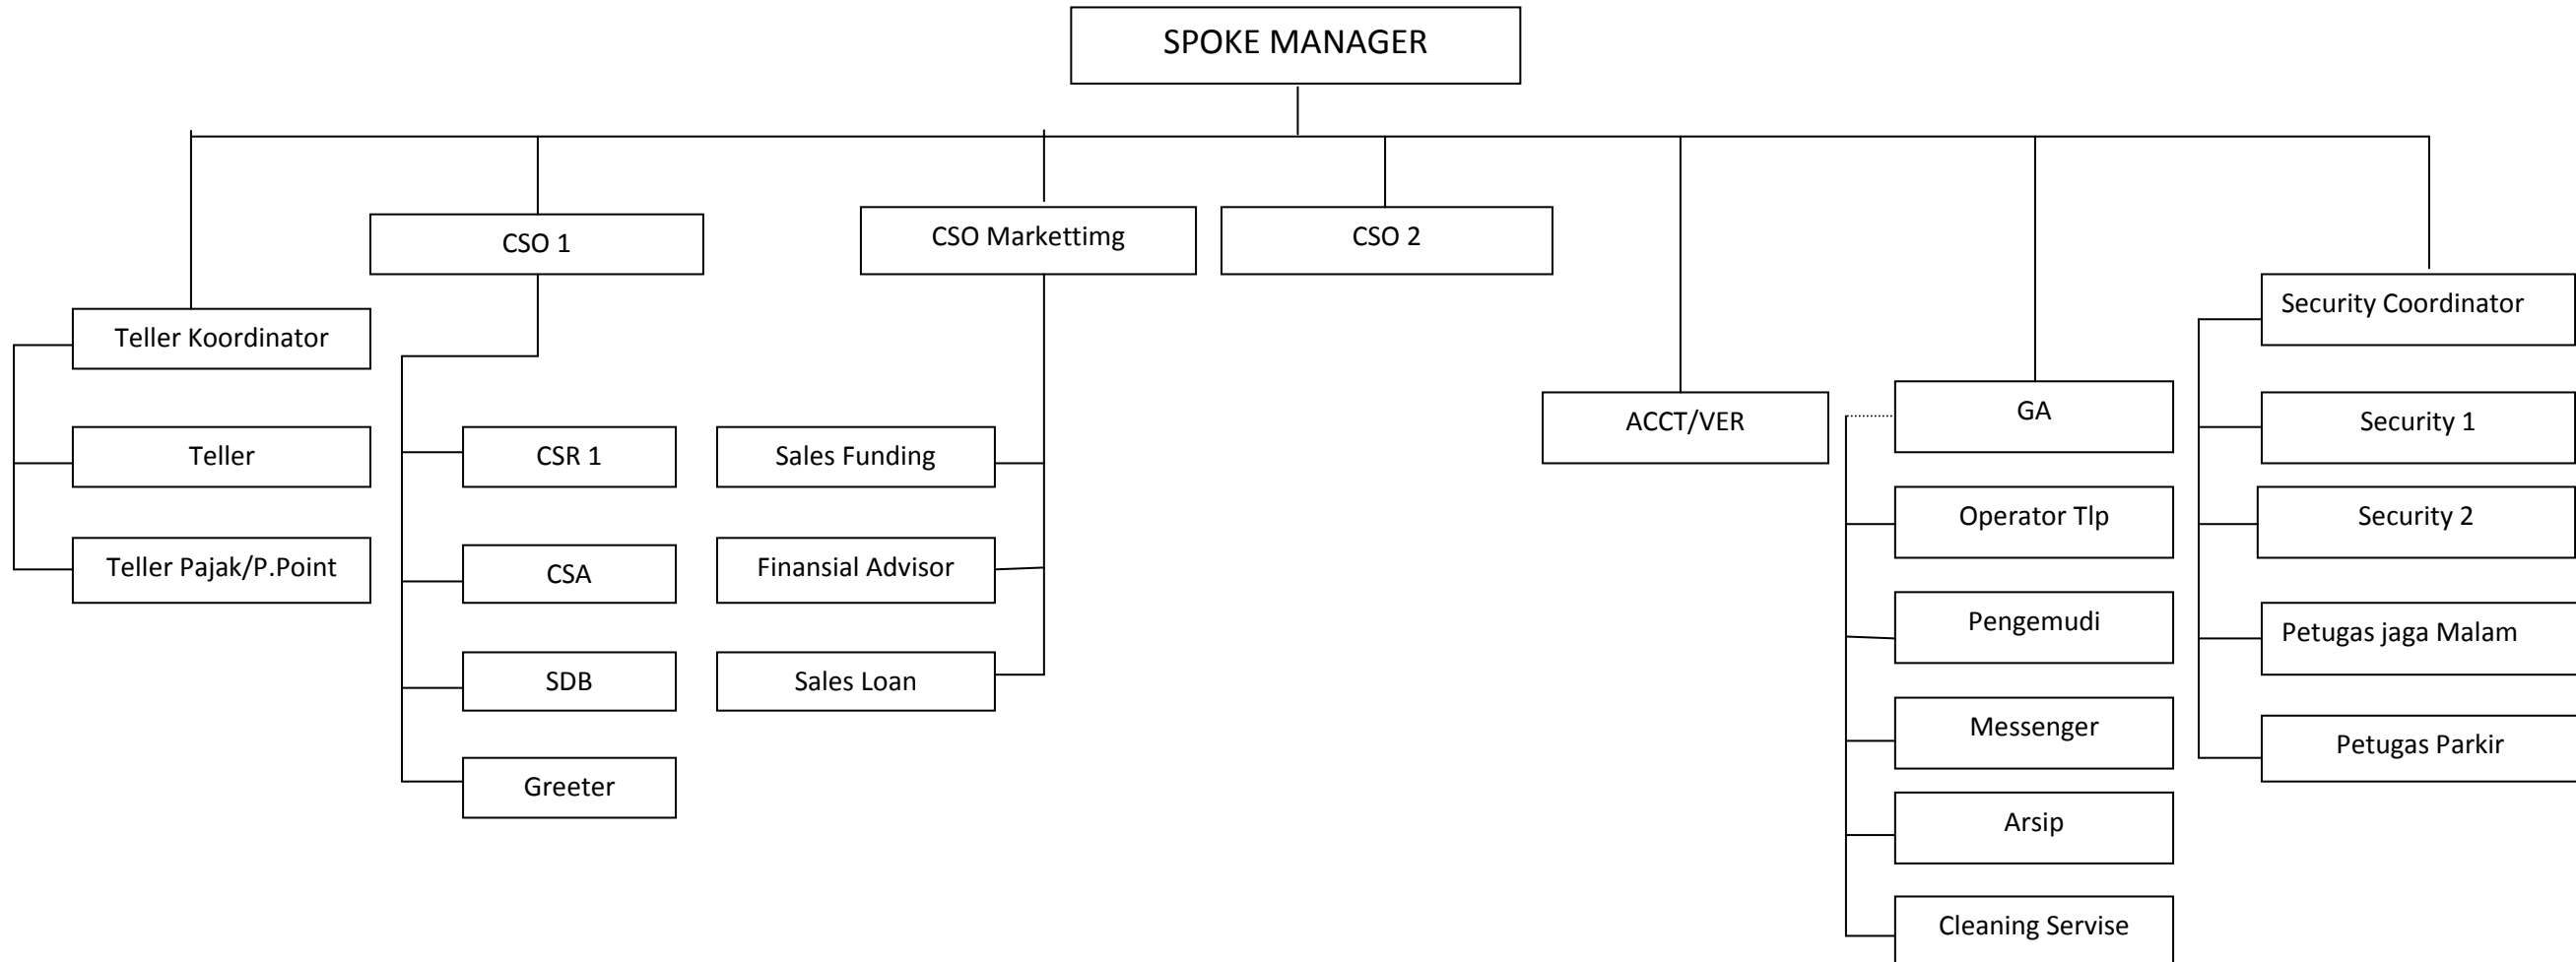 SPOKE MANAGER
CSO 1
CSO Markettimg
CSO 2
Teller Koordinator
Teller
Teller Pajak/P.Point
CSR 1
CSA
SDB
Greeter
Sales Funding
Finansial Advisor
Sales Loan
ACCT/VER
GA
Operator Tlp
Pengemudi
Messenger
Arsip
Cleaning Servise
Security Coordinator
Security 1
Security 2
Petugas jaga Malam
Petugas Parkir